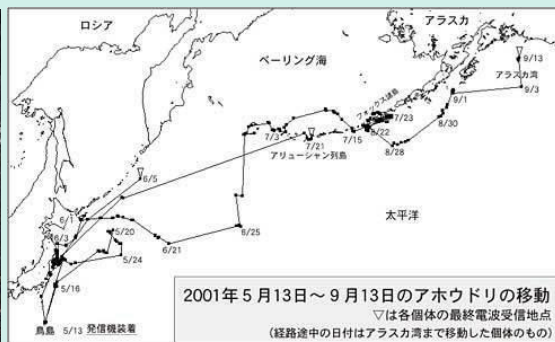 ロシア
アラスカ
ベーリング海
9/13
アラスカ湾
9/3
9/1
フォックス諸島
7/23
8/30
7/3
7/21
7/15
8/22
8/28
アリューシャン列島
6/5
6/1
6/3
5/20
5/24
6/21
6/25
太平洋
5/16
鳥島
5/13 発信機装着
2001年5月13日～9月13日のアホウドリの移動
▽は各個体の最終電波受信地点
(経路途中の日付はアラスカ湾まで移動した個体のもの)